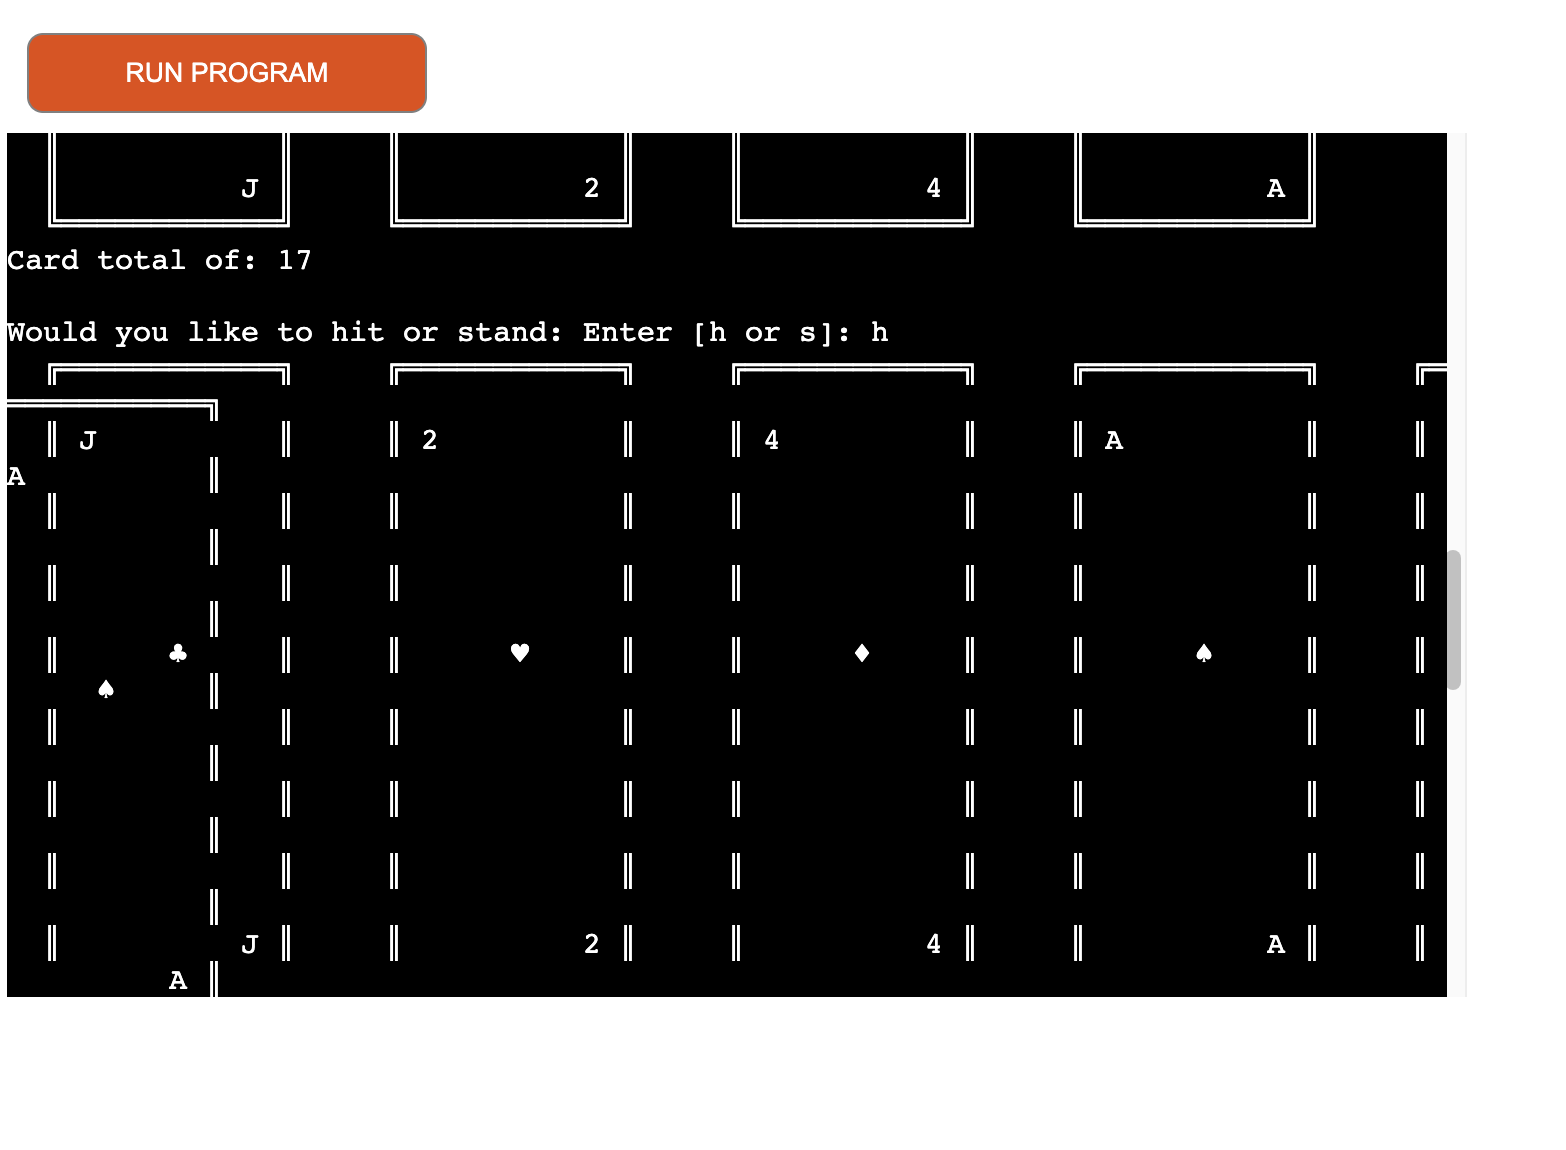 RUN PROGRAM
J 2 4 A
Card total of: 17
Would you like to hit or stand: Enter [h or s]: h
J 2 4 A
A
♣ ♥ ♦ ♠
♠
J 2 4 A
A